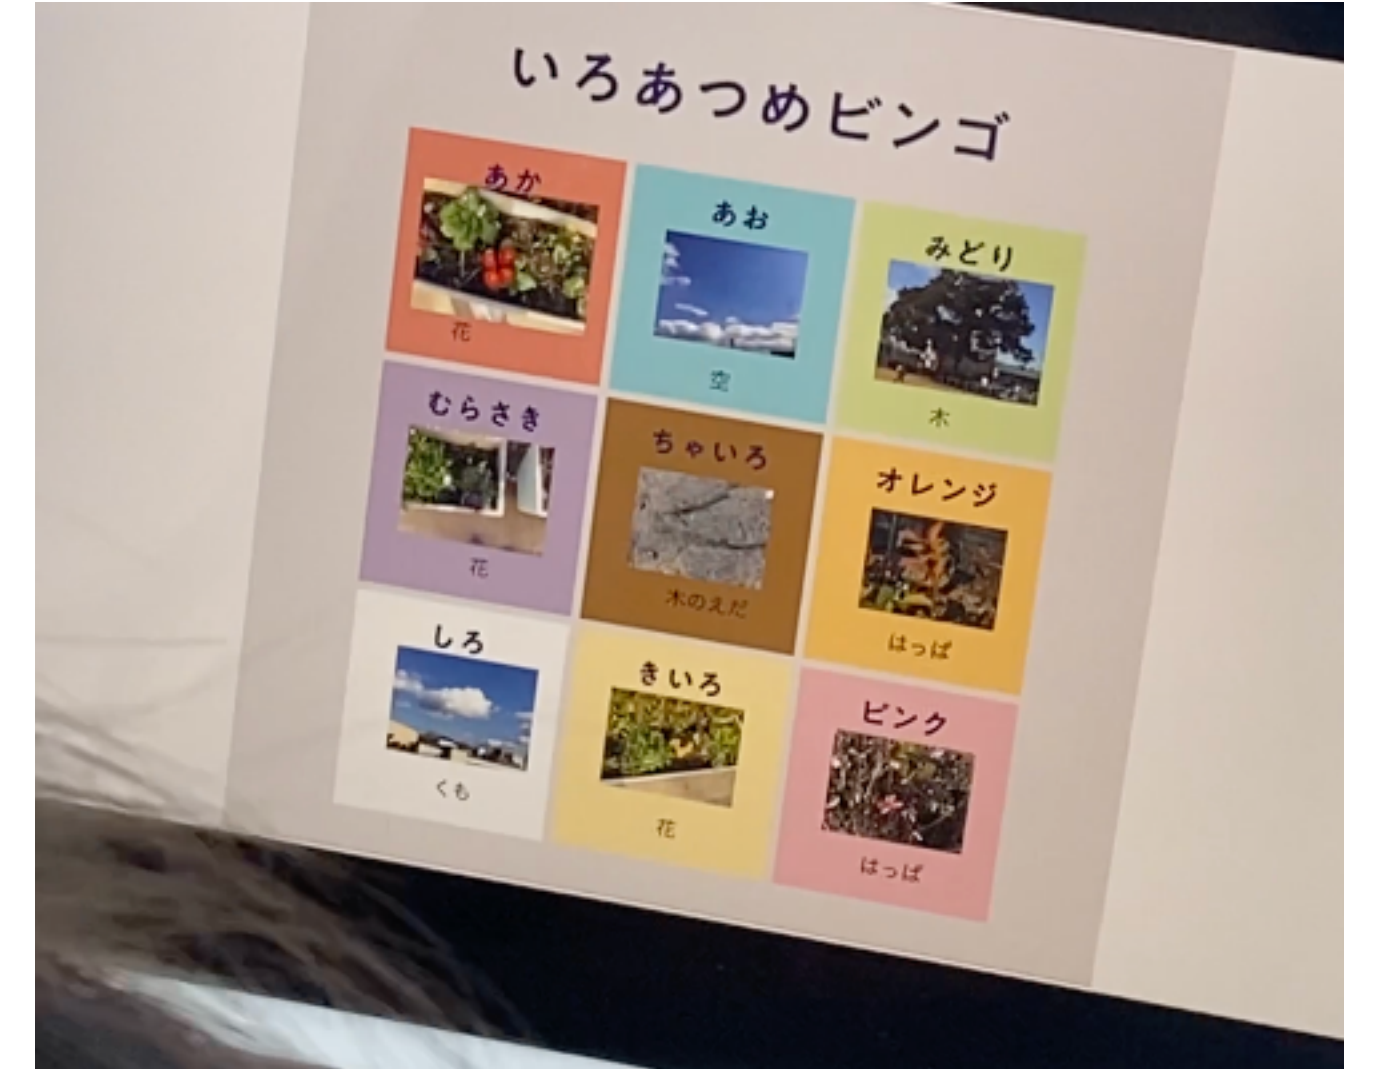 いろあつめビンゴ
あか
花
あお
空
みどり
木
むらさき
花
ちゃいろ
木のえだ
オレンジ
はっぱ
しろ
くも
きいろ
花
ピンク
はっぱ